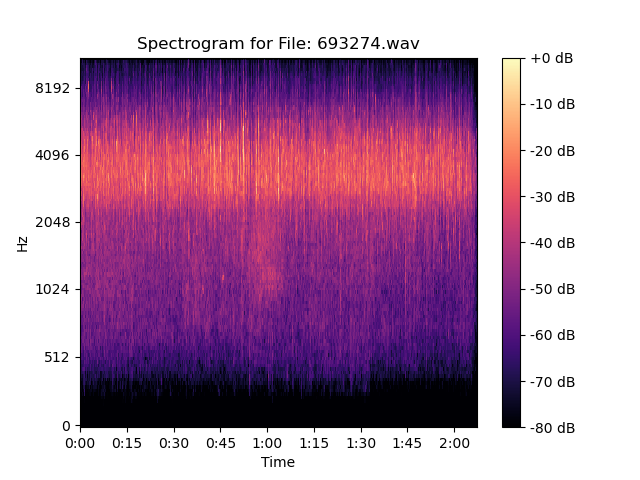 Spectrogram for File: 693274.wav
Hz
8192
4096
2048
1024
512
0
0:00 0:15 0:30 0:45 1:00 1:15 1:30 1:45 2:00
Time
+0 dB
-10 dB
-20 dB
-30 dB
-40 dB
-50 dB
-60 dB
-70 dB
-80 dB